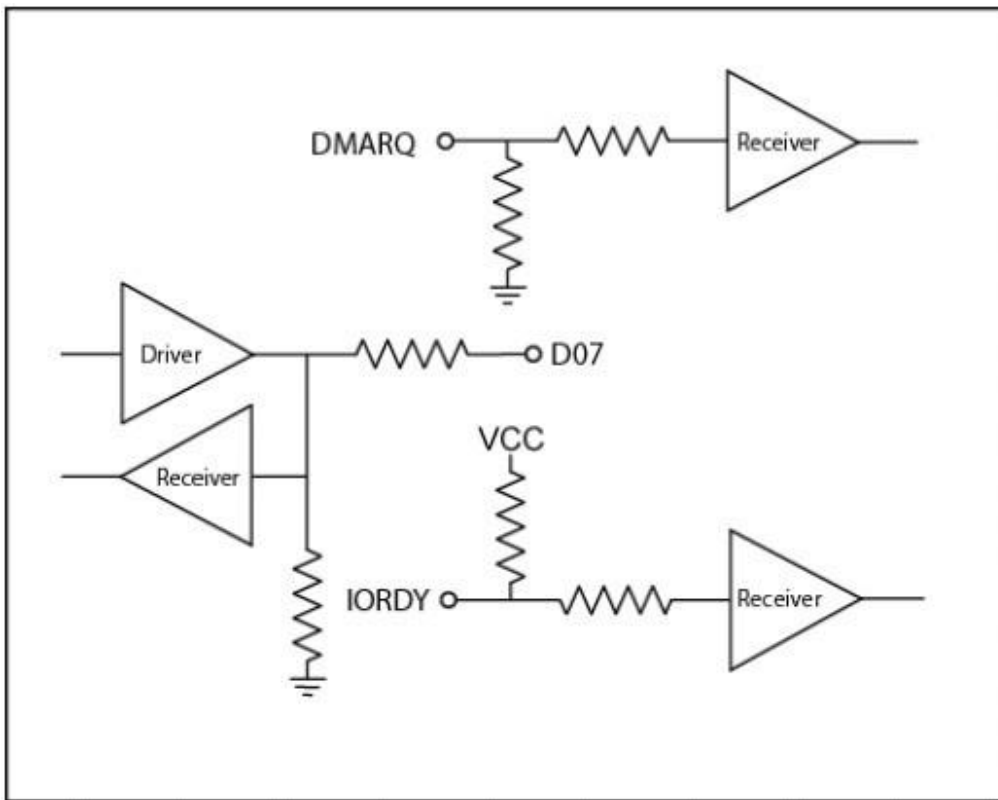 DMARQ
Receiver
Driver
D07
Receiver
VCC
IORDY
Receiver